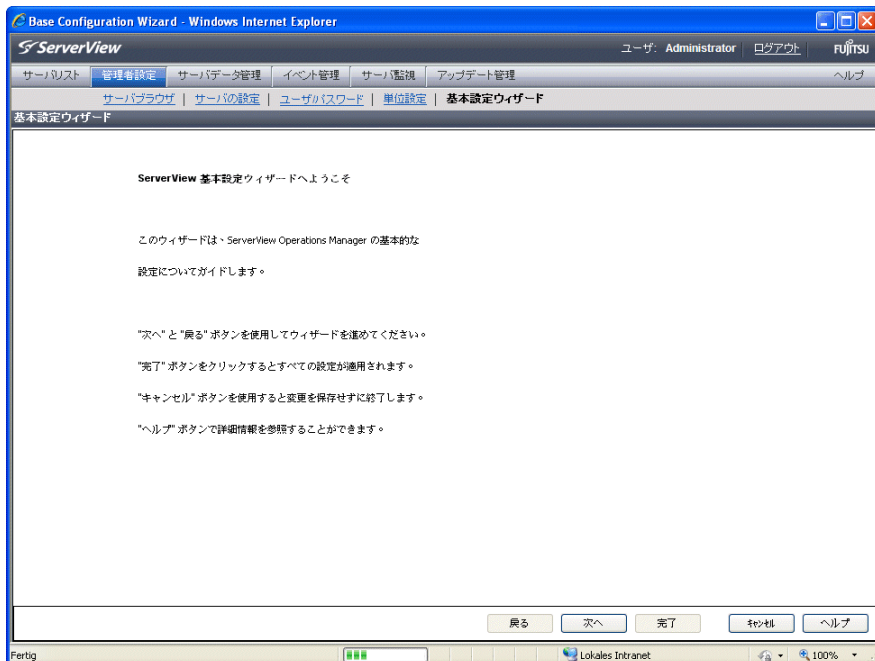 Base Configuration Wizard - Windows Internet Explorer
ServerView
ユーザ: Administrator ログアウト FUJITSU
サーバリスト 管理者設定 サーバデータ管理 イベント管理 サーバ監視 アップデート管理 ヘルプ
サーバブラウザ | サーバの設定 | ユーザパスワード | 単位設定 | 基本設定ウィザード
基本設定ウィザード
ServerView 基本設定ウィザードへようこそ
このウィザードは、ServerView Operations Manager の基本的な
設定についてガイドします。
"次へ" と "戻る" ボタンを使用してウィザードを進めてください。
"完了" ボタンをクリックするとすべての設定が適用されます。
"キャンセル" ボタンを使用すると変更を保存せずに終了します。
"ヘルプ" ボタンで詳細情報を参照することができます。
戻る 次へ 完了 ｷｬﾝｾﾙ ヘルプ
Fertig Lokales Intranet 100%